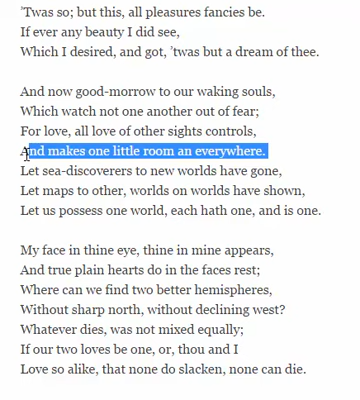 ’Twas so; but this, all pleasures fancies be.
If ever any beauty I did see,
Which I desired, and got, ’twas but a dream of thee.

And now good-morrow to our waking souls,
Which watch not one another out of fear;
For love, all love of other sights controls,
And makes one little room an everywhere.
Let sea-discoverers to new worlds have gone,
Let maps to other, worlds on worlds have shown,
Let us possess one world, each hath one, and is one.

My face in thine eye, thine in mine appears,
And true plain hearts do in the faces rest;
Where can we find two better hemispheres,
Without sharp north, without declining west?
Whatever dies, was not mixed equally;
If our two loves be one, or, thou and I
Love so alike, that none do slacken, none can die.